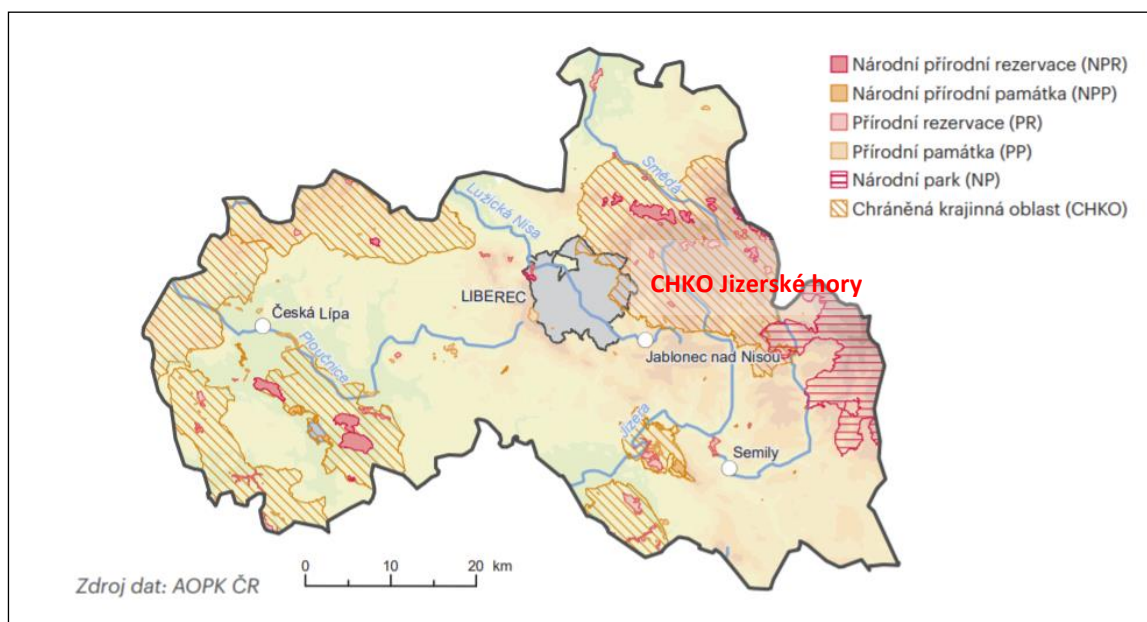 Národní přírodní rezervace (NPR)
Národní přírodní památka (NPP)
Přírodní rezervace (PR)
Přírodní památka (PP)
Národní park (NP)
Chráněná krajinná oblast (CHKO)
Smědá
Lužická Nisa
CHKO Jizerské hory
LIBEREC
Česká Lípa
Jablonec nad Nisou
Ploučnice
Jizera
Semily
0 10 20 km
Zdroj dat: AOPK ČR